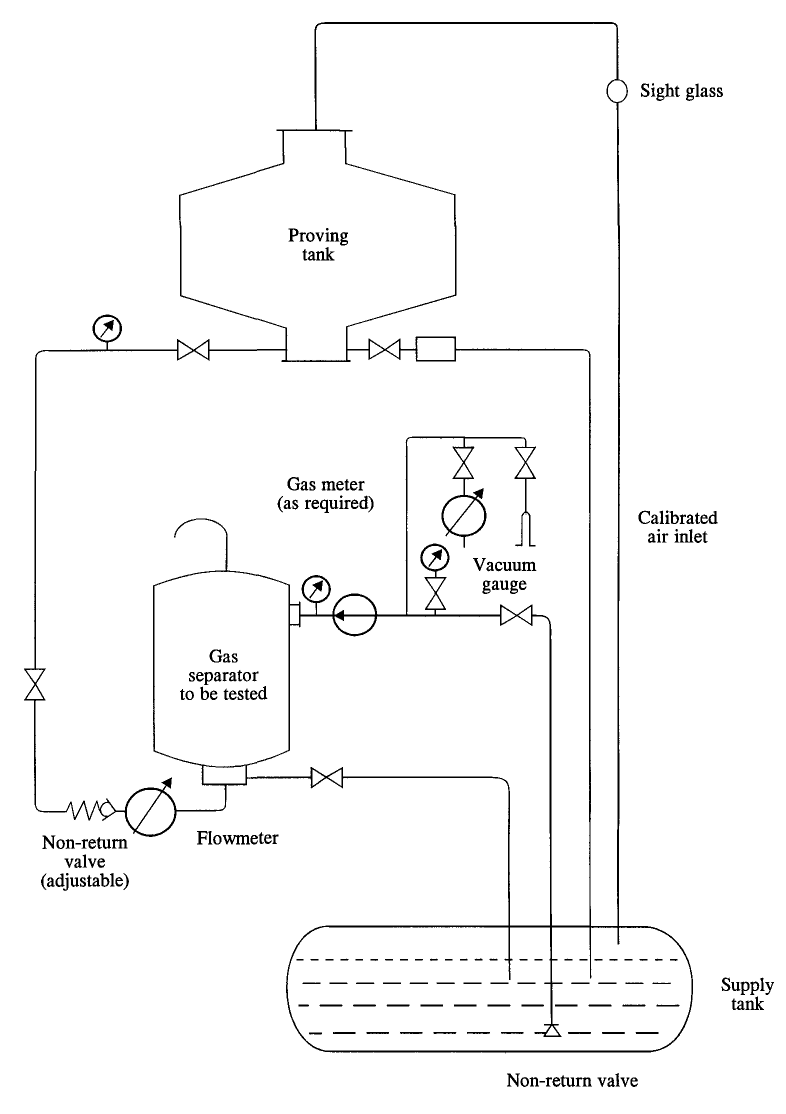 Sight glass
Proving
tank
Gas meter
(as required)
Calibrated
air inlet
Vacuum
gauge
Gas
separator
to be tested
Non-return
valve
(adjustable)
Flowmeter
Supply
tank
Non-return valve